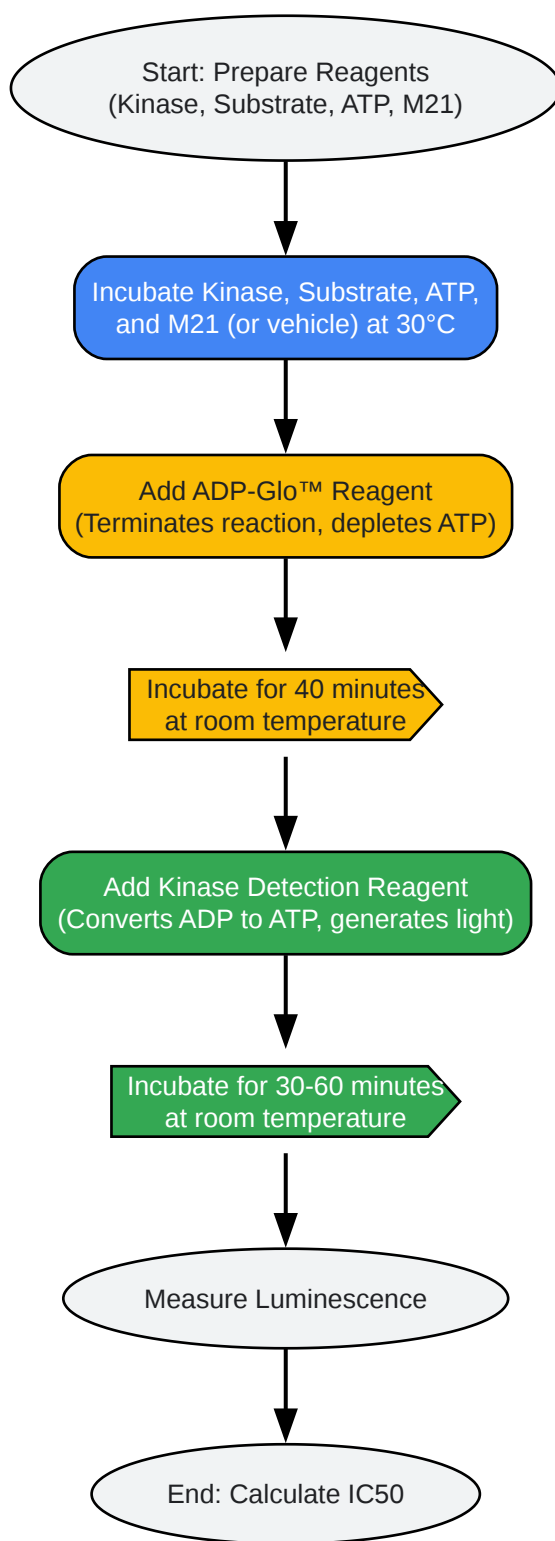 Start: Prepare Reagents
(Kinase, Substrate, ATP, M21)
Incubate Kinase, Substrate, ATP,
and M21 (or vehicle) at 30°C
Add ADP-Glo™ Reagent
(Terminates reaction, depletes ATP)
Incubate for 40 minutes
at room temperature
Add Kinase Detection Reagent
(Converts ADP to ATP, generates light)
Incubate for 30-60 minutes
at room temperature
Measure Luminescence
End: Calculate IC50